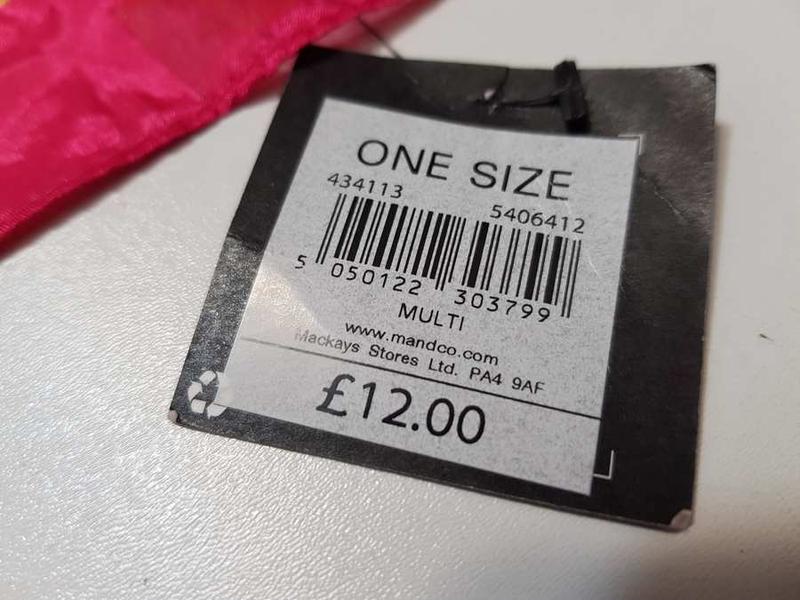 ONE SIZE
434113 5406412
5 050122 303799
MULTI
www.mandco.com
Mackays Stores Ltd. PA4 9AF
£12.00